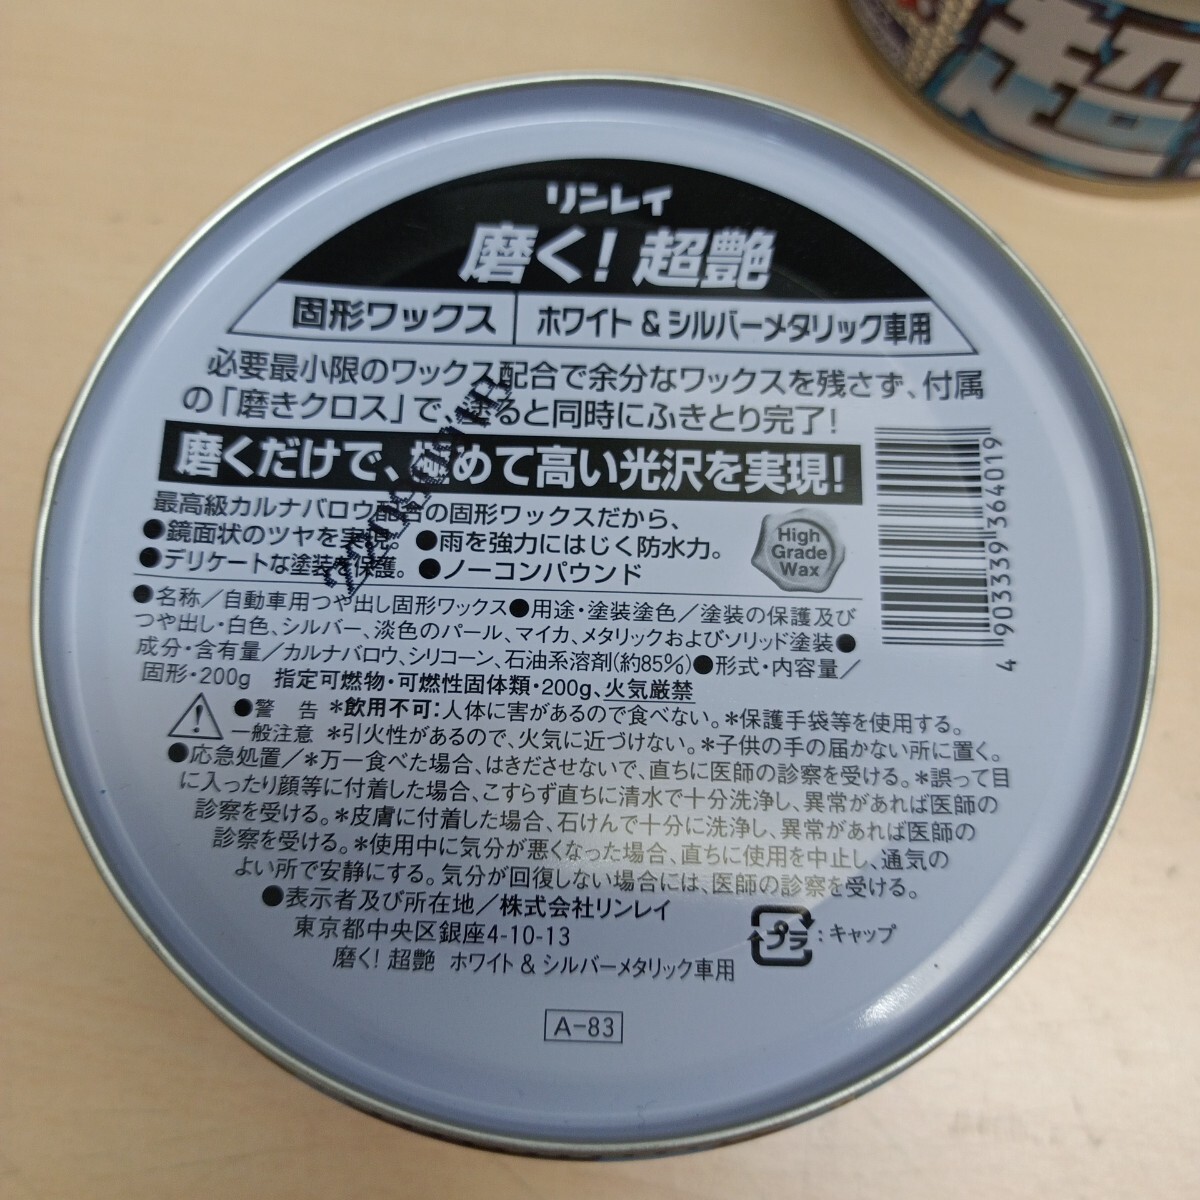 超
リンレイ
磨く! 超艶
固形ワックス ホワイト & シルバーメタリック車用
必要最小限のワックス配合で余分なワックスを残さず、付属
の「磨きクロス」で、塗ると同時にふきとり完了!
磨くだけで、極めて高い光沢を実現!
最高級カルナバロウ配合の固形ワックスだから、
●鏡面状のツヤを実現。 ●雨を強力にはじく防水力。
●デリケートな塗装を保護。 ●ノーコンパウンド
High
Grade
Wax
4 903339 364019
●名称/自動車用つや出し固形ワックス●用途・塗装塗色/塗装の保護及び
つや出し・白色、シルバー、淡色のパール、マイカ、メタリックおよびソリッド塗装●
成分・含有量/カルナバロウ、シリコーン、石油系溶剤(約85%)●形式・内容量/
固形・200g 指定可燃物・可燃性固体類・200g、火気厳禁
●警 告 *飲用不可:人体に害があるので食べない。*保護手袋等を使用する。
一般注意 *引火性があるので、火気に近づけない。*子供の手の届かない所に置く。
●応急処置/*万一食べた場合、はきださせないで、直ちに医師の診察を受ける。*誤って目
に入ったり顔等に付着した場合、こすらず直ちに清水で十分洗浄し、異常があれば医師の
診察を受ける。*皮膚に付着した場合、石けんで十分に洗浄し、異常があれば医師の
診察を受ける。*使用中に気分が悪くなった場合、直ちに使用を中止し、通気の
よい所で安静にする。気分が回復しない場合には、医師の診察を受ける。
●表示者及び所在地/株式会社リンレイ
東京都中央区銀座4-10-13
プラ : キャップ
磨く! 超艶 ホワイト & シルバーメタリック車用
A-83